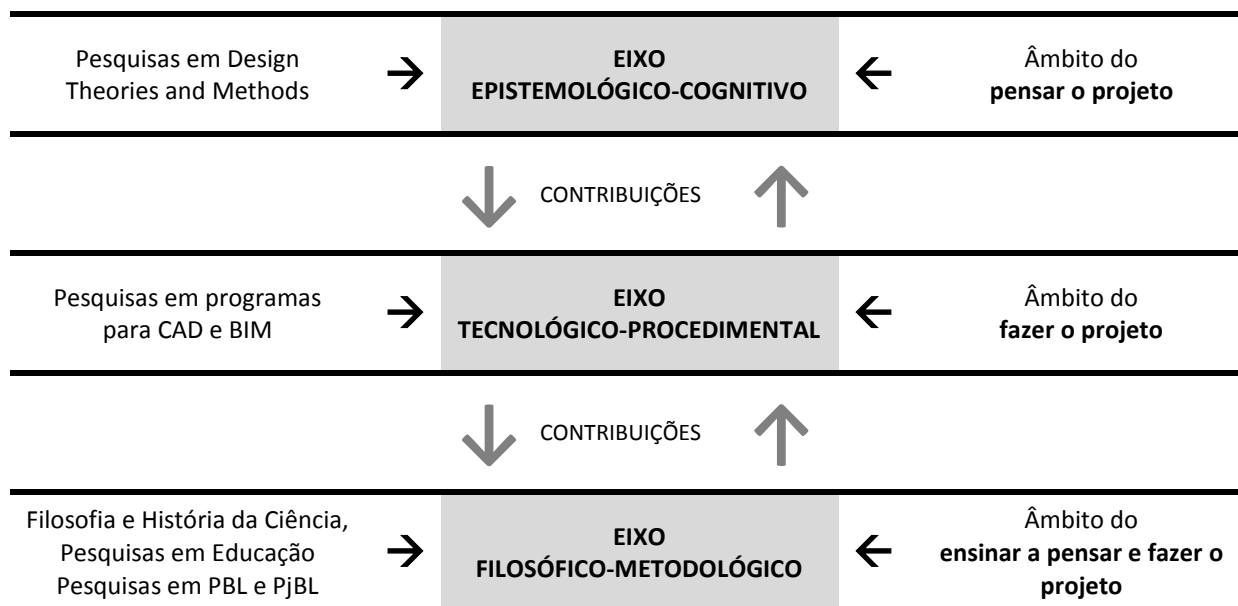 Pesquisas em Design
Theories and Methods
EIXO
EPISTEMOLÓGICO-COGNITIVO
Âmbito do
pensar o projeto
CONTRIBUIÇÕES
Pesquisas em programas
para CAD e BIM
EIXO
TECNOLÓGICO-PROCEDIMENTAL
Âmbito do
fazer o projeto
CONTRIBUIÇÕES
Filosofia e História da Ciência,
Pesquisas em Educação
Pesquisas em PBL e PjBL
EIXO
FILOSÓFICO-METODOLÓGICO
Âmbito do
ensinar a pensar e fazer o
projeto